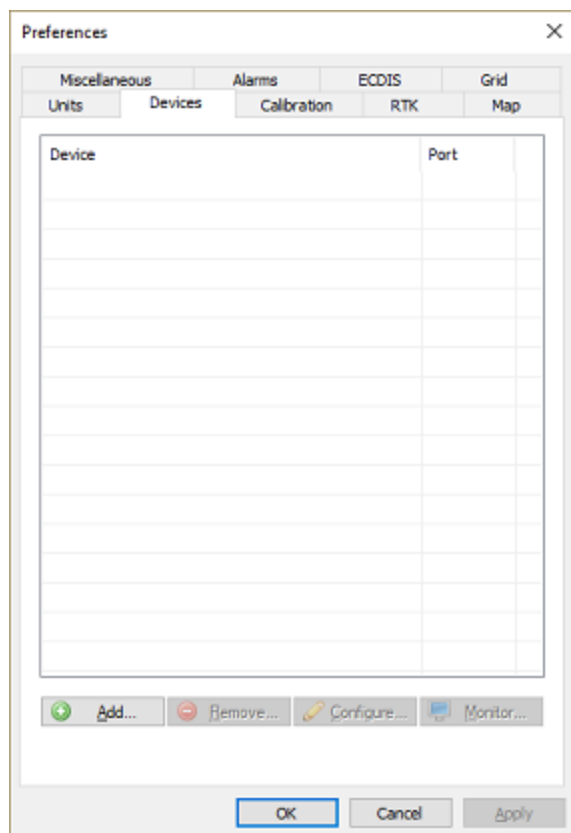 Preferences
Miscellaneous Alarms ECDIS Grid
Units Devices Calibration RTK Map
Device Port
Add... Remove... Configure... Monitor...
OK Cancel Apply